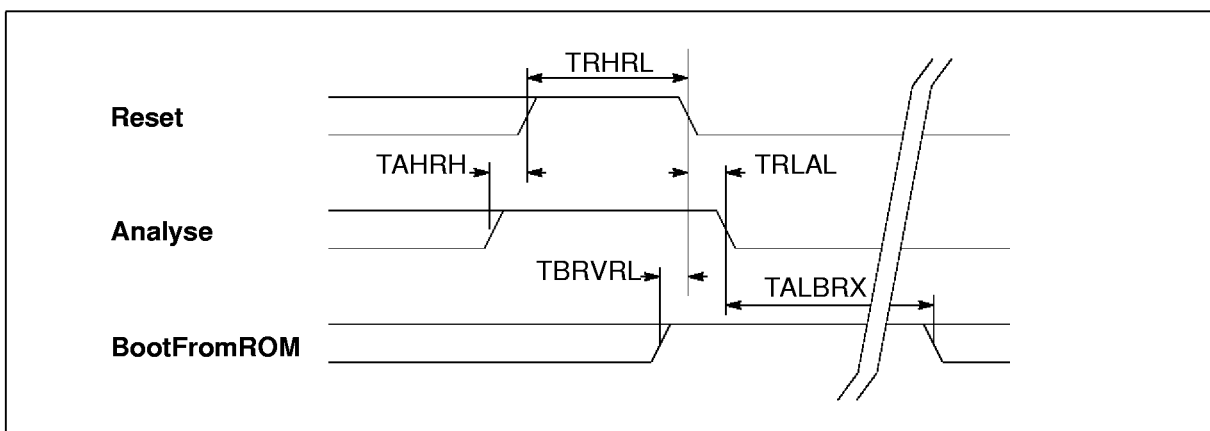 TRHRL
Reset
TAHRH
TRLAL
Analyse
TBRVRL
TALBRX
BootFromROM